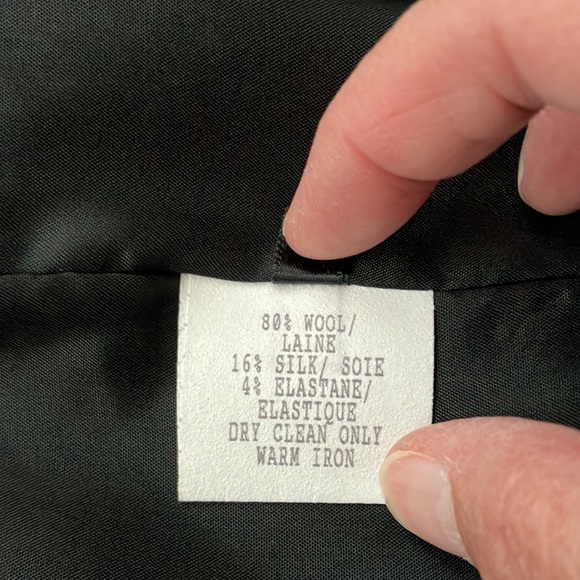 80% WOOL/
LAINE
16% SILK/ SOIE
4% ELASTANE/
ELASTIQUE
DRY CLEAN ONLY
WARM IRON